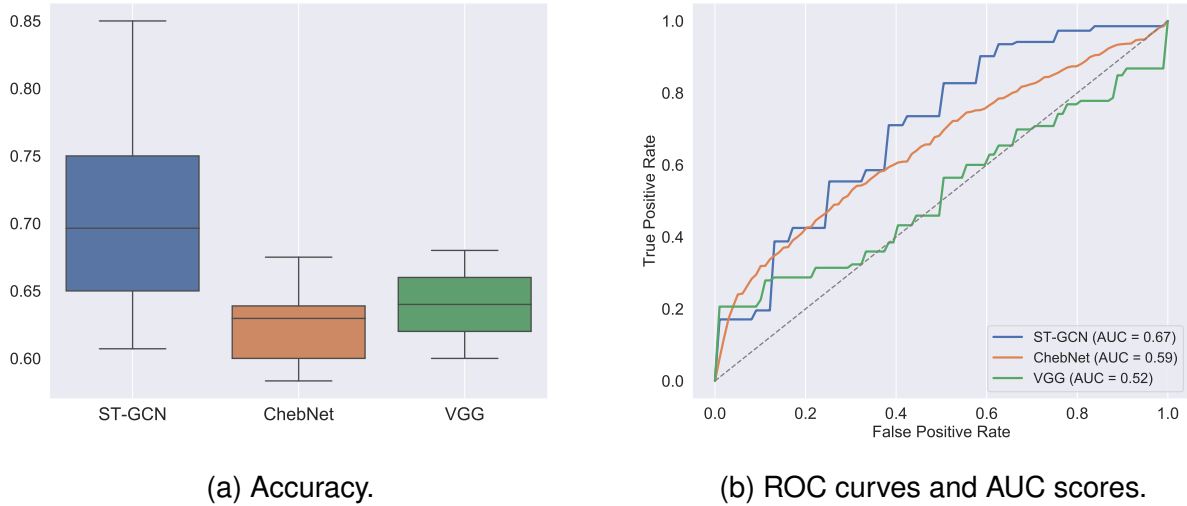 0.85
0.80
0.75
0.70
0.65
0.60
ST-GCN ChebNet VGG
(a) Accuracy.
1.0
0.8
0.6
0.4
0.2
0.0
True Positive Rate
ST-GCN (AUC = 0.67)
ChebNet (AUC = 0.59)
VGG (AUC = 0.52)
0.0 0.2 0.4 0.6 0.8 1.0
False Positive Rate
(b) ROC curves and AUC scores.